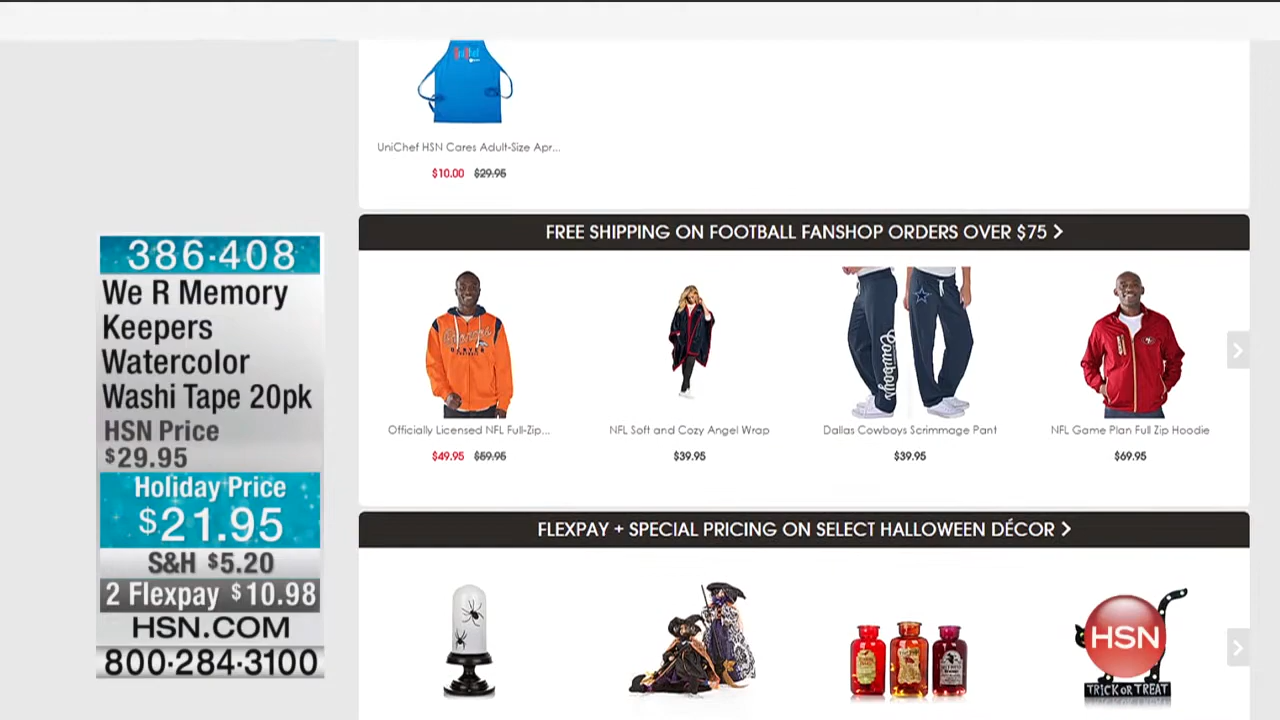 386-408
We R Memory
Keepers
Watercolor
Washi Tape 20pk
HSN Price
$29.95
Holiday Price
$21.95
S&H $5.20
2 Flexpay $10.98
HSN.COM
800-284-3100
UniChef HSN Cares Adult-Size Apr...
$10.00 $29.95
FREE SHIPPING ON FOOTBALL FANSHOP ORDERS OVER $75 >
Cowboys
Officially Licensed NFL Full-Zip...
NFL Soft and Cozy Angel Wrap
Dallas Cowboys Scrimmage Pant
NFL Game Plan Full Zip Hoodie
$49.95 $59.95
$39.95
$39.95
$69.95
FLEXPAY + SPECIAL PRICING ON SELECT HALLOWEEN DÉCOR >
HSN
TRICK OR TREAT